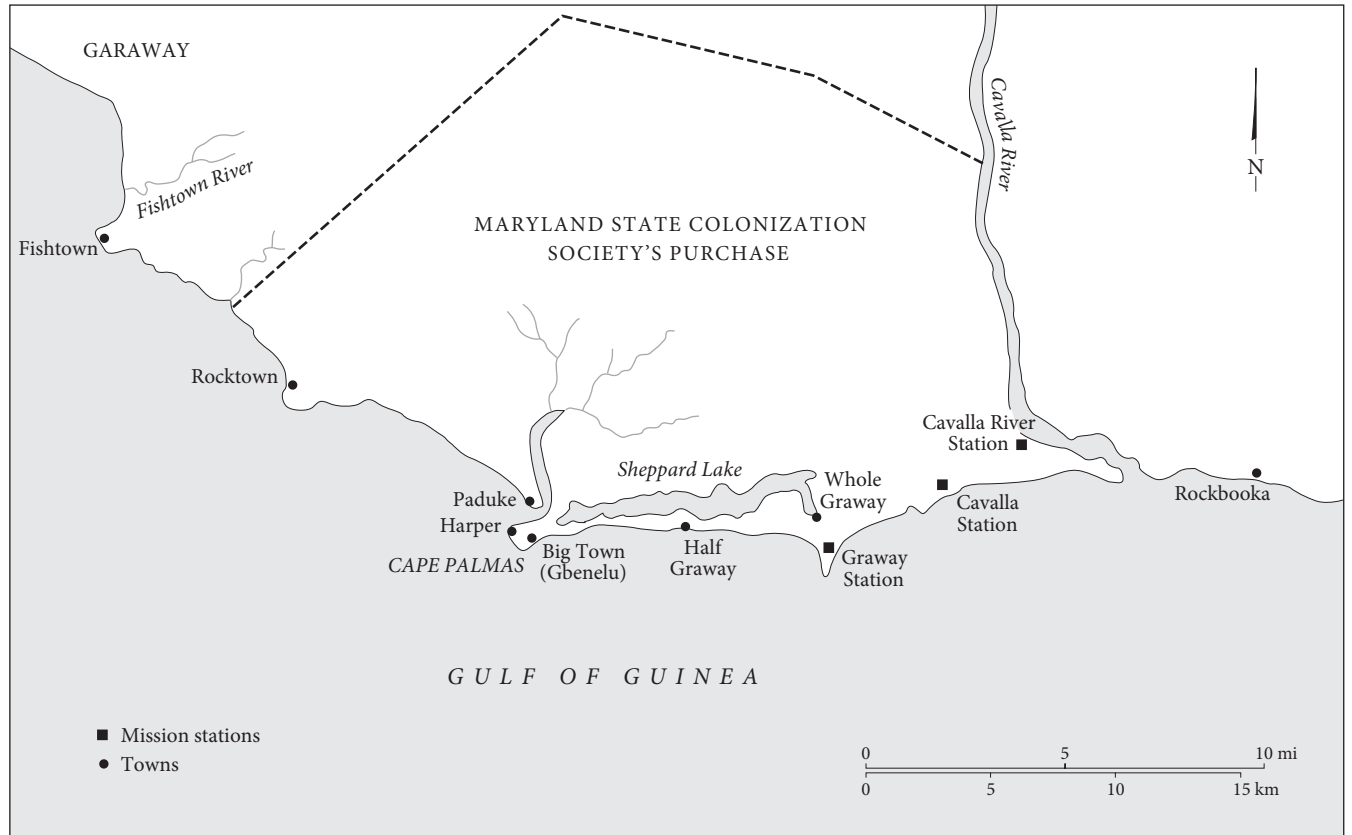 GARAWAY
Cavalla River
N
Fishtown River
MARYLAND STATE COLONIZATION
SOCIETY'S PURCHASE
Fishtown
Rocktown
Cavalla River
Station
Sheppard Lake
Whole
Graway
Rockbooka
Paduke
Cavalla
Station
Harper
CAPE PALMAS
Big Town
(Gbenelu)
Half
Graway
Graway
Station
GULF OF GUINEA
Mission stations
Towns
0 5 10 mi
0 5 10 15 km